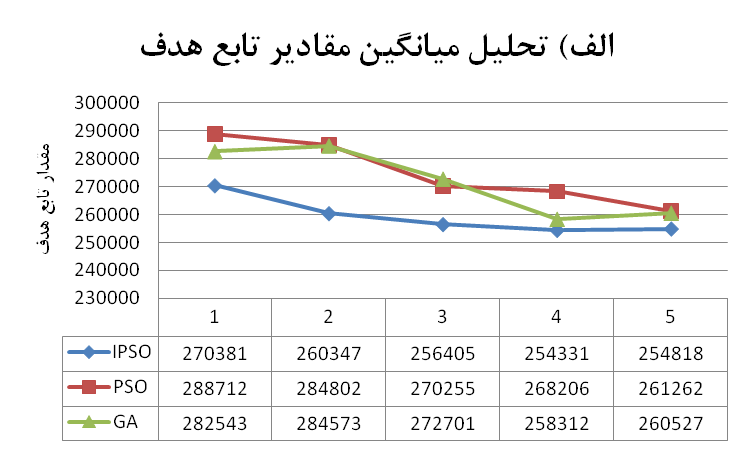 الف) تحلیل میانگین مقادیر تابع هدف
مقدار تابع هدف
300000
290000
280000
270000
260000
250000
240000
230000
1 2 3 4 5
IPSO 270381 260347 256405 254331 254818
PSO 288712 284802 270255 268206 261262
GA 282543 284573 272701 258312 260527